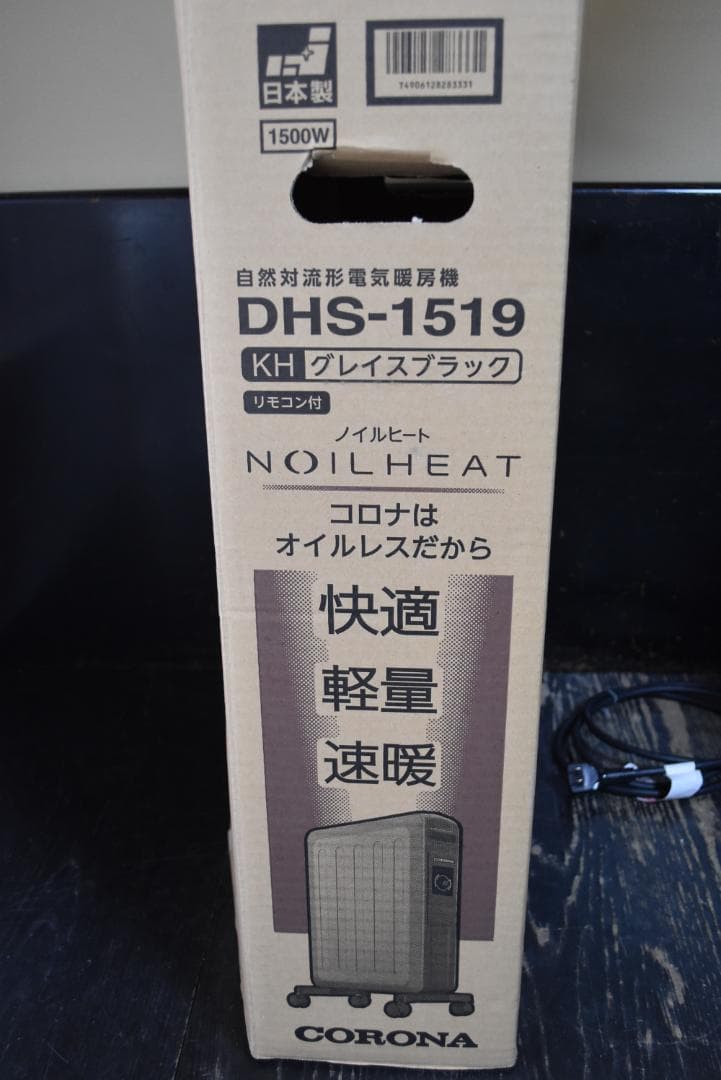 日本製
T4906128283331
1500W
自然対流形電気暖房機
DHS-1519
KH グレイスブラック
リモコン付
ノイルヒート
NOILHEAT
コロナは
オイルレスだから
快適
軽量
速暖
CORONA